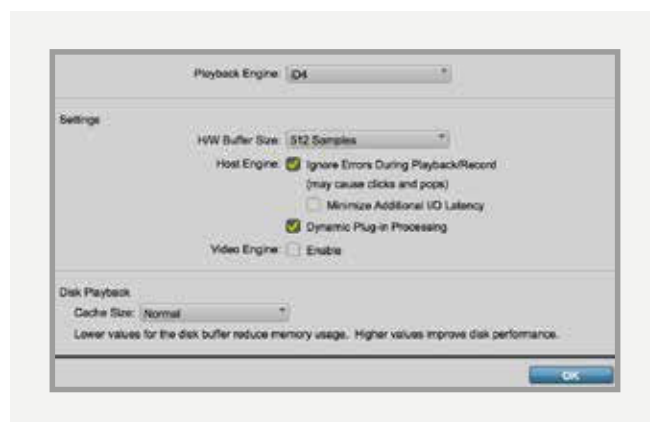 Playback Engine: iD4
Settings
H/W Buffer Size: 512 Samples
Host Engine: Ignore Errors During Playback/Record
(may cause clicks and pops)
Minimize Additional I/O Latency
Dynamic Plug-in Processing
Video Engine: Enable
Disk Playback
Cache Size: Normal
Lower values for the disk buffer reduce memory usage. Higher values improve disk performance.
OK